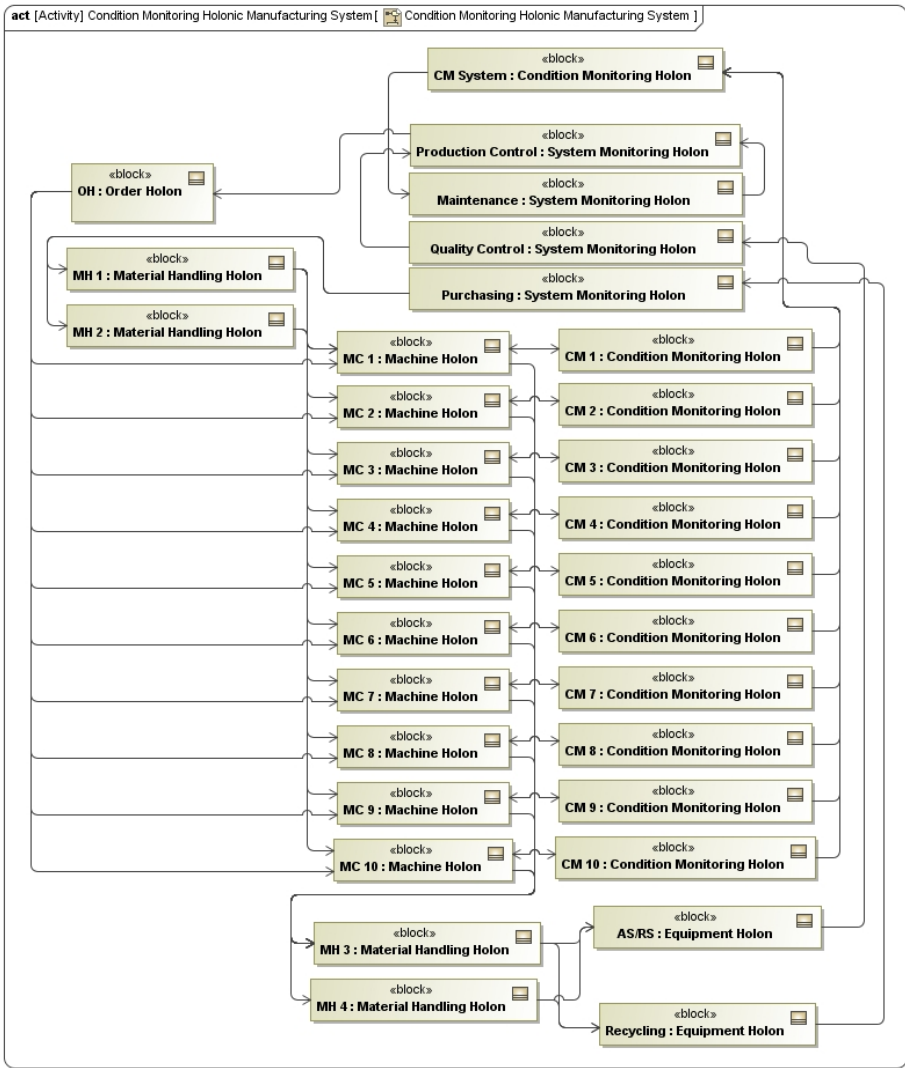 act [Activity] Condition Monitoring Holonic Manufacturing System [ Condition Monitoring Holonic Manufacturing System ]
«block»
CM System : Condition Monitoring Holon
«block»
Production Control : System Monitoring Holon
«block»
OH : Order Holon
«block»
Maintenance : System Monitoring Holon
«block»
Quality Control : System Monitoring Holon
«block»
MH 1 : Material Handling Holon
«block»
Purchasing : System Monitoring Holon
«block»
MH 2 : Material Handling Holon
«block»
MC 1 : Machine Holon
«block»
CM 1 : Condition Monitoring Holon
«block»
MC 2 : Machine Holon
«block»
CM 2 : Condition Monitoring Holon
«block»
MC 3 : Machine Holon
«block»
CM 3 : Condition Monitoring Holon
«block»
MC 4 : Machine Holon
«block»
CM 4 : Condition Monitoring Holon
«block»
MC 5 : Machine Holon
«block»
CM 5 : Condition Monitoring Holon
«block»
MC 6 : Machine Holon
«block»
CM 6 : Condition Monitoring Holon
«block»
MC 7 : Machine Holon
«block»
CM 7 : Condition Monitoring Holon
«block»
MC 8 : Machine Holon
«block»
CM 8 : Condition Monitoring Holon
«block»
MC 9 : Machine Holon
«block»
CM 9 : Condition Monitoring Holon
«block»
MC 10 : Machine Holon
«block»
CM 10 : Condition Monitoring Holon
«block»
MH 3 : Material Handling Holon
«block»
AS/RS : Equipment Holon
«block»
MH 4 : Material Handling Holon
«block»
Recycling : Equipment Holon